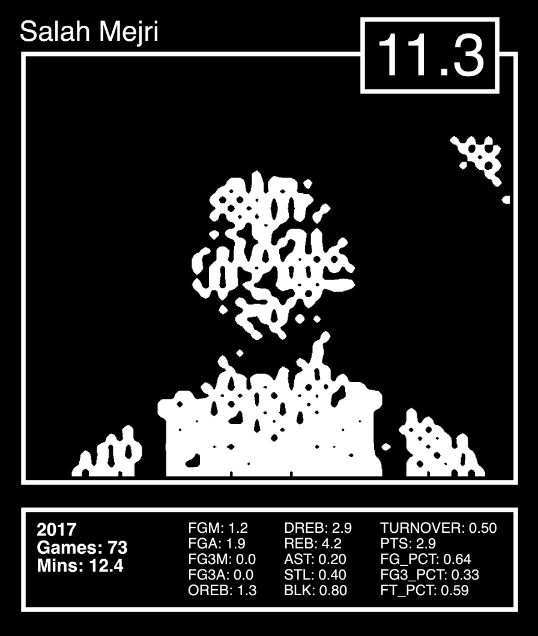 Salah Mejri
11.3
2017
Games: 73
Mins: 12.4
FGM: 1.2
FGA: 1.9
FG3M: 0.0
FG3A: 0.0
OREB: 1.3
DREB: 2.9
REB: 4.2
AST: 0.20
STL: 0.40
BLK: 0.80
TURNOVER: 0.50
PTS: 2.9
FG_PCT: 0.64
FG3_PCT: 0.33
FT_PCT: 0.59